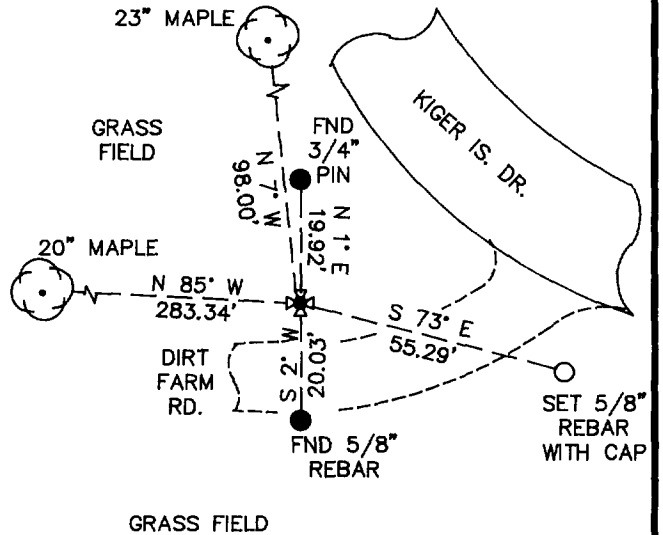 23" MAPLE
GRASS
FIELD
FND
3/4"
PIN
KIGER IS. DR.
N 7° W
98.00'
N 1° E
19.92'
20" MAPLE
N 85° W
283.34'
S 73° E
55.29'
S 2° W
20.03'
DIRT
FARM
RD.
SET 5/8"
REBAR
WITH CAP
FND 5/8"
REBAR
GRASS FIELD